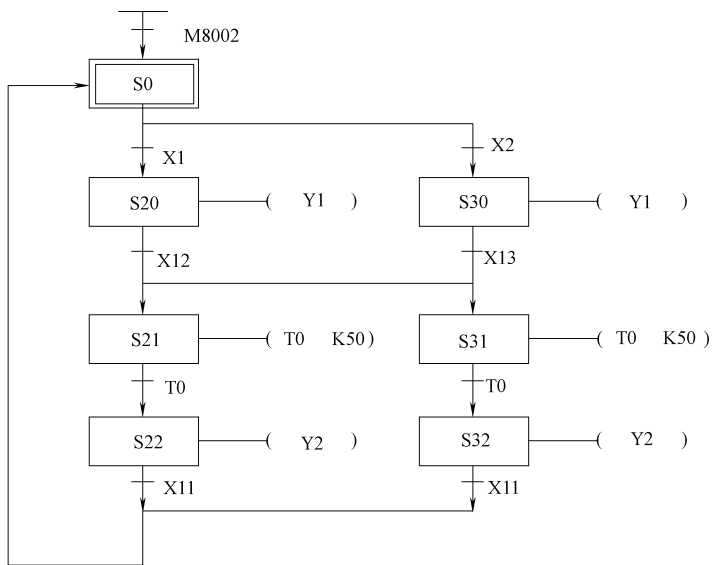 M8002
S0
X1
X2
S20
( Y1 )
S30
( Y1 )
X12
X13
S21
( T0 K50 )
S31
( T0 K50 )
T0
T0
S22
( Y2 )
S32
( Y2 )
X11
X11